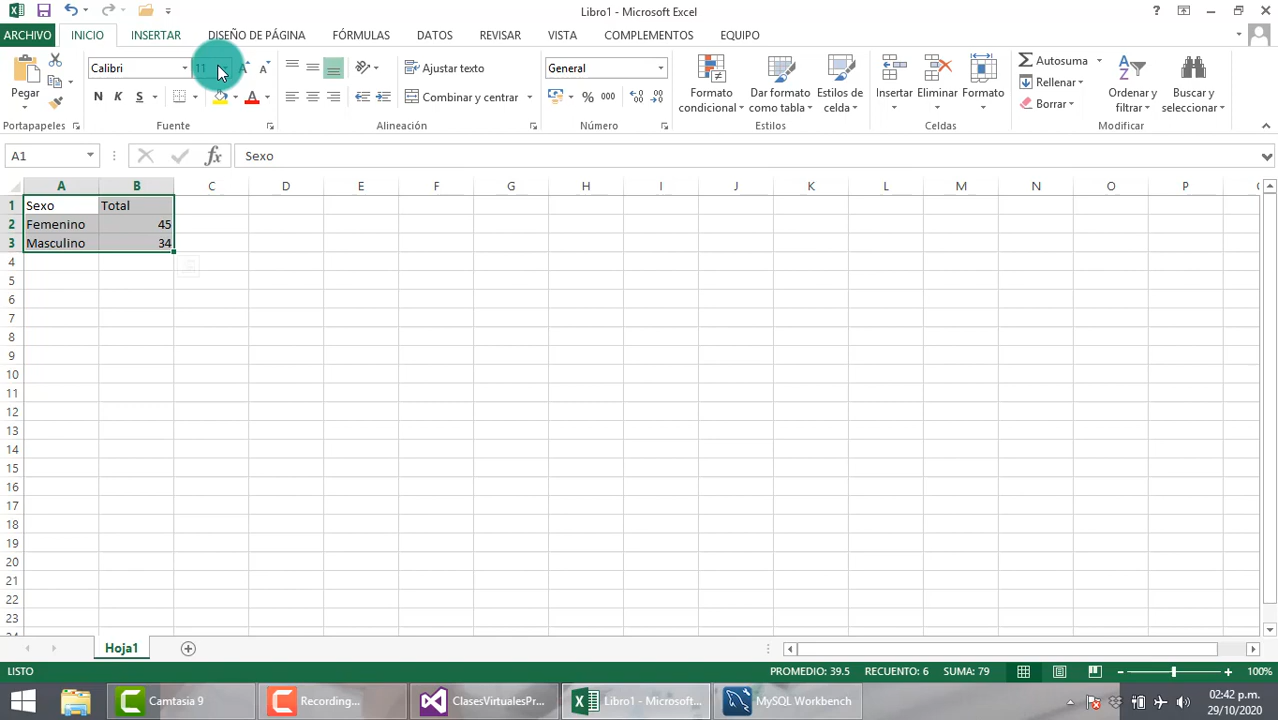 Libro1 - Microsoft Excel
?
ARCHIVO INICIO INSERTAR DISEÑO DE PÁGINA FÓRMULAS DATOS REVISAR VISTA COMPLEMENTOS EQUIPO
Pegar
Portapapeles
Calibri 11
N K S
Fuente
Ajustar texto
Combinar y centrar
Alineación
General
% 000
Número
Formato condicional
Dar formato como tabla
Estilos de celda
Estilos
Insertar Eliminar Formato
Celdas
Autosuma
Rellenar
Borrar
Ordenar y filtrar
Buscar y seleccionar
Modificar
A1 fx Sexo
A B C D E F G H I J K L M N O P
1 Sexo Total
2 Femenino 45
3 Masculino 34
4
5
6
7
8
9
10
11
12
13
14
15
16
17
18
19
20
21
22
23
Hoja1
LISTO PROMEDIO: 39.5 RECUENTO: 6 SUMA: 79 100%
Camtasia 9 Recording... ClasesVirtualesPr... Libro1 - Microsoft... MySQL Workbench 02:42 p.m.
29/10/2020